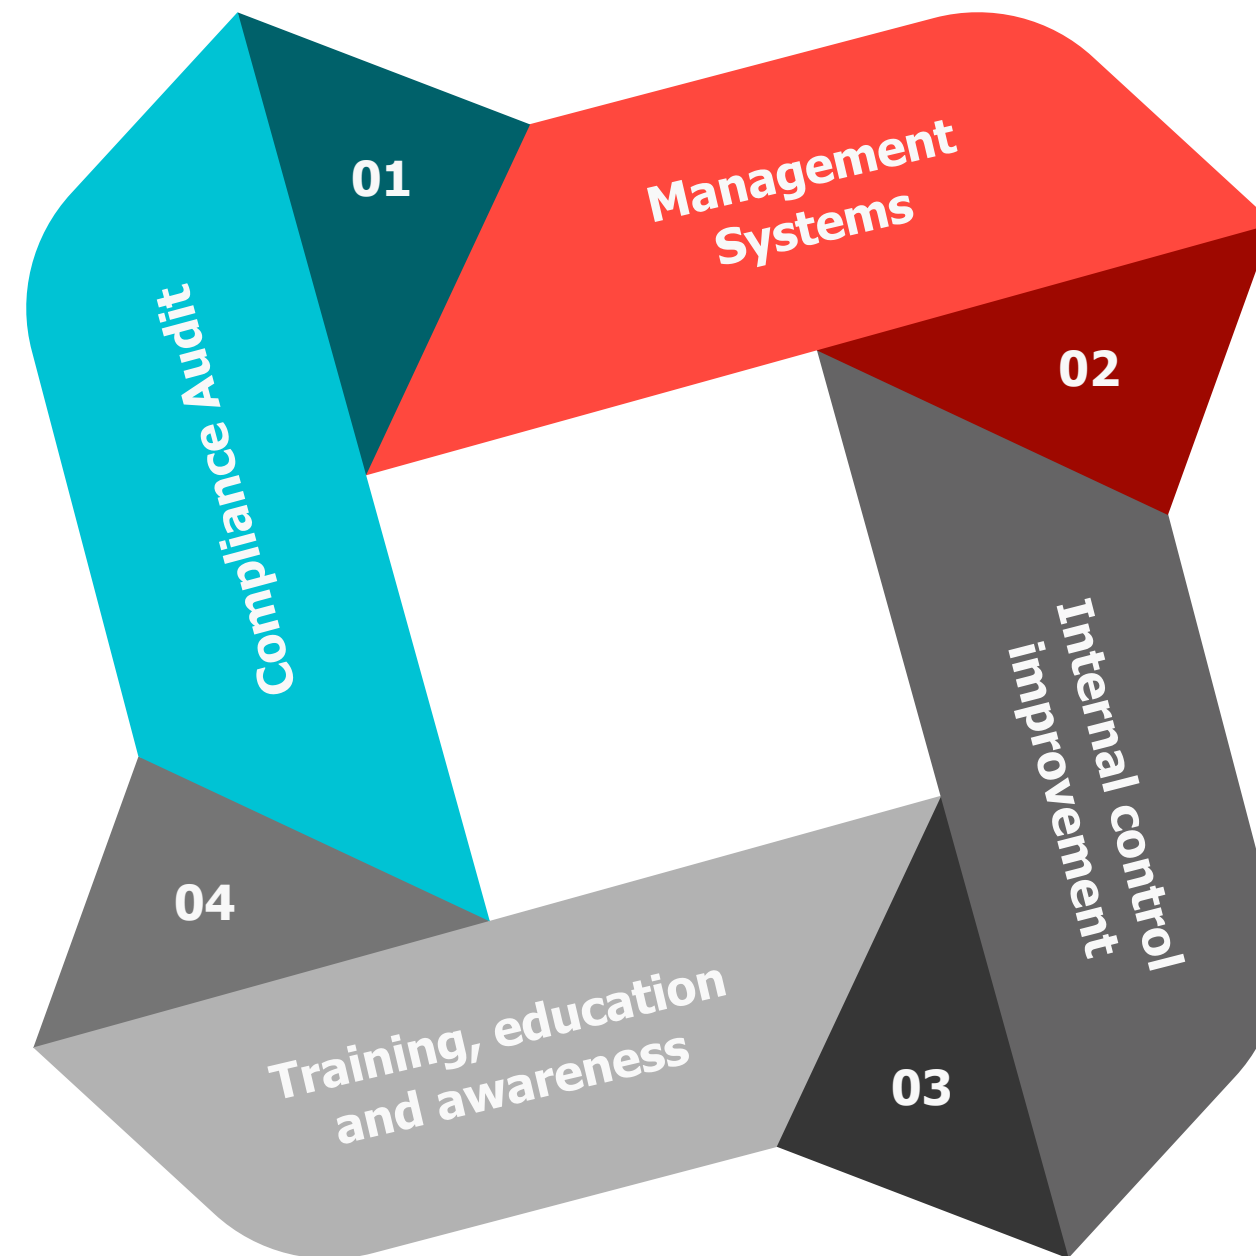 01
Management
Systems
02
Internal control
improvement
03
Training, education
and awareness
04
Compliance Audit